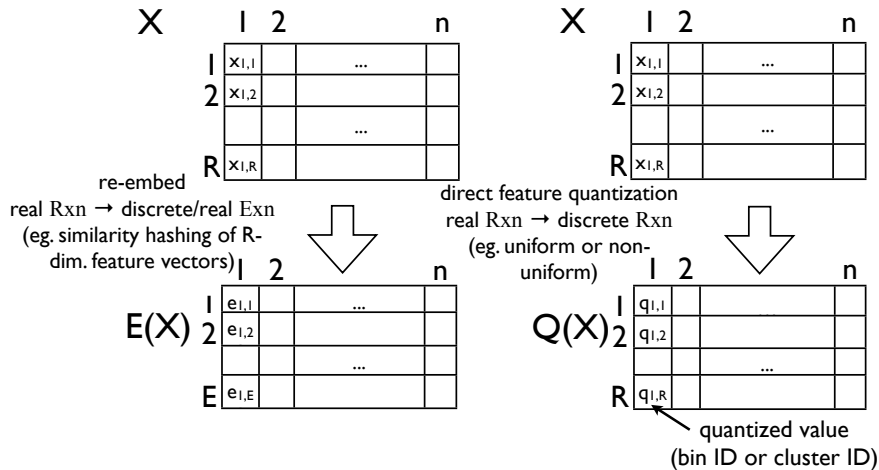 X 1 2 n
1 x1,1 ...
2 x1,2
...
R x1,R
re-embed
real Rxn → discrete/real Exn
(eg. similarity hashing of R-
dim. feature vectors)
1 2 n
E(X)
1 e1,1 ...
2 e1,2
...
E e1,E
X 1 2 n
1 x1,1 ...
2 x1,2
...
R x1,R
direct feature quantization
real Rxn → discrete Rxn
(eg. uniform or non-
uniform)
1 2 n
Q(X)
1 q1,1 ...
2 q1,2
...
R q1,R
quantized value
(bin ID or cluster ID)